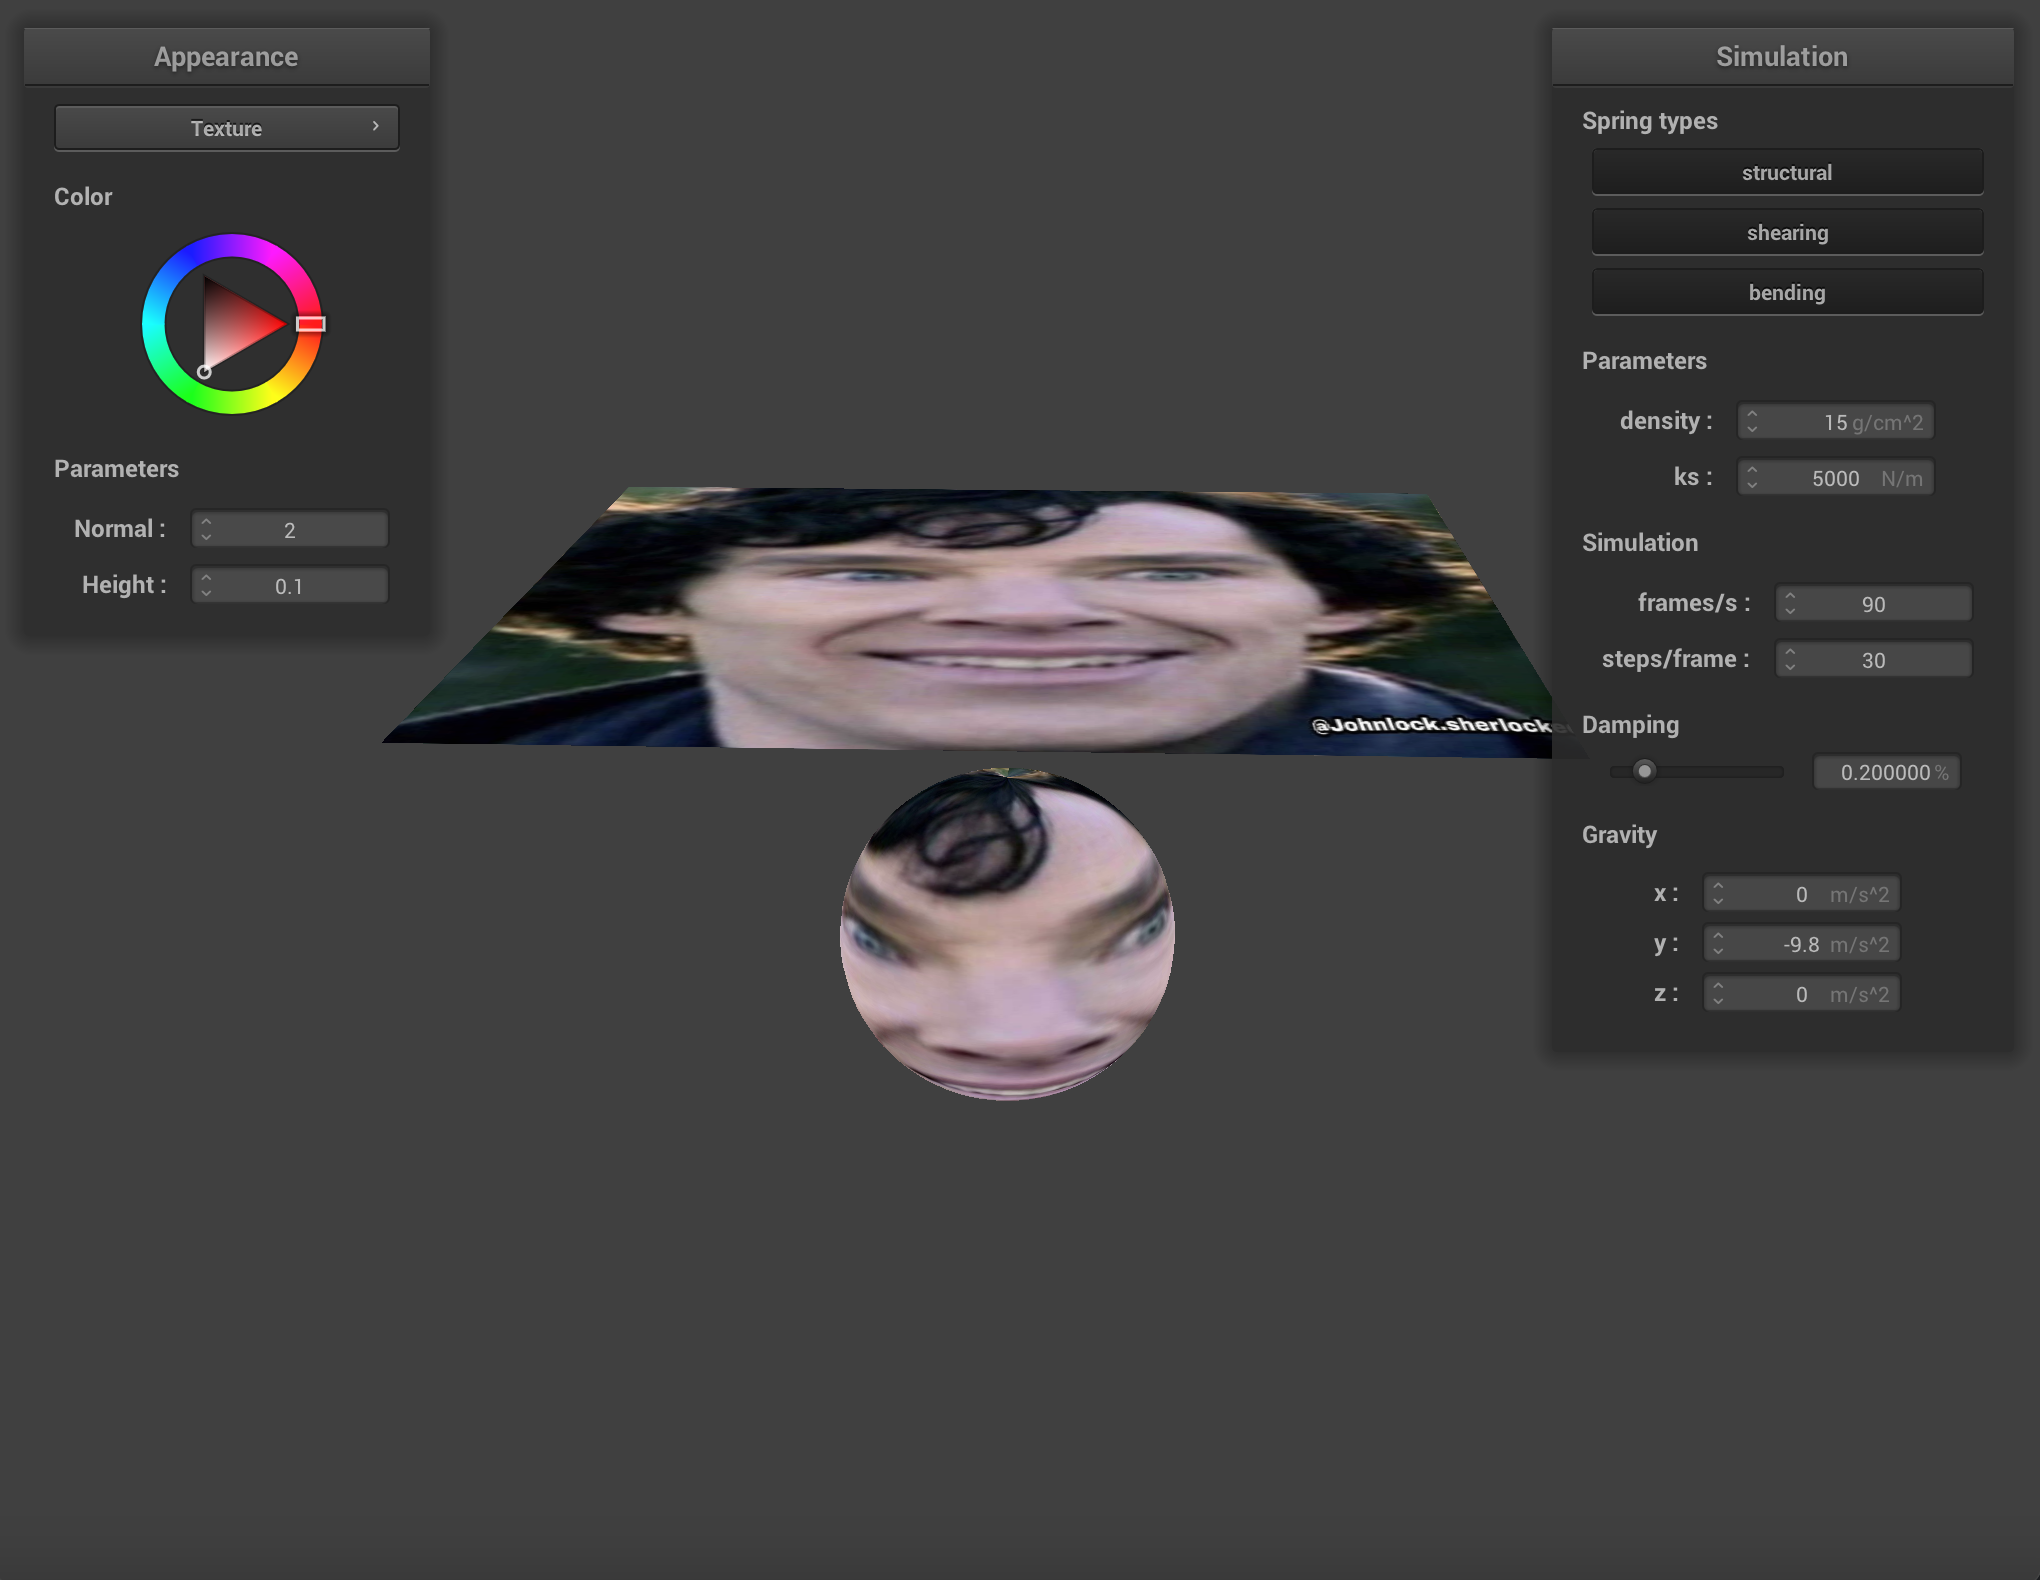 Appearance
Texture
Color
Parameters
Normal : 2
Height : 0.1
@Johnlock.sherlocke
Simulation
Spring types
structural
shearing
bending
Parameters
density : 15 g/cm^2
ks : 5000 N/m
Simulation
frames/s : 90
steps/frame : 30
Damping
0.200000 %
Gravity
x : 0 m/s^2
y : -9.8 m/s^2
z : 0 m/s^2